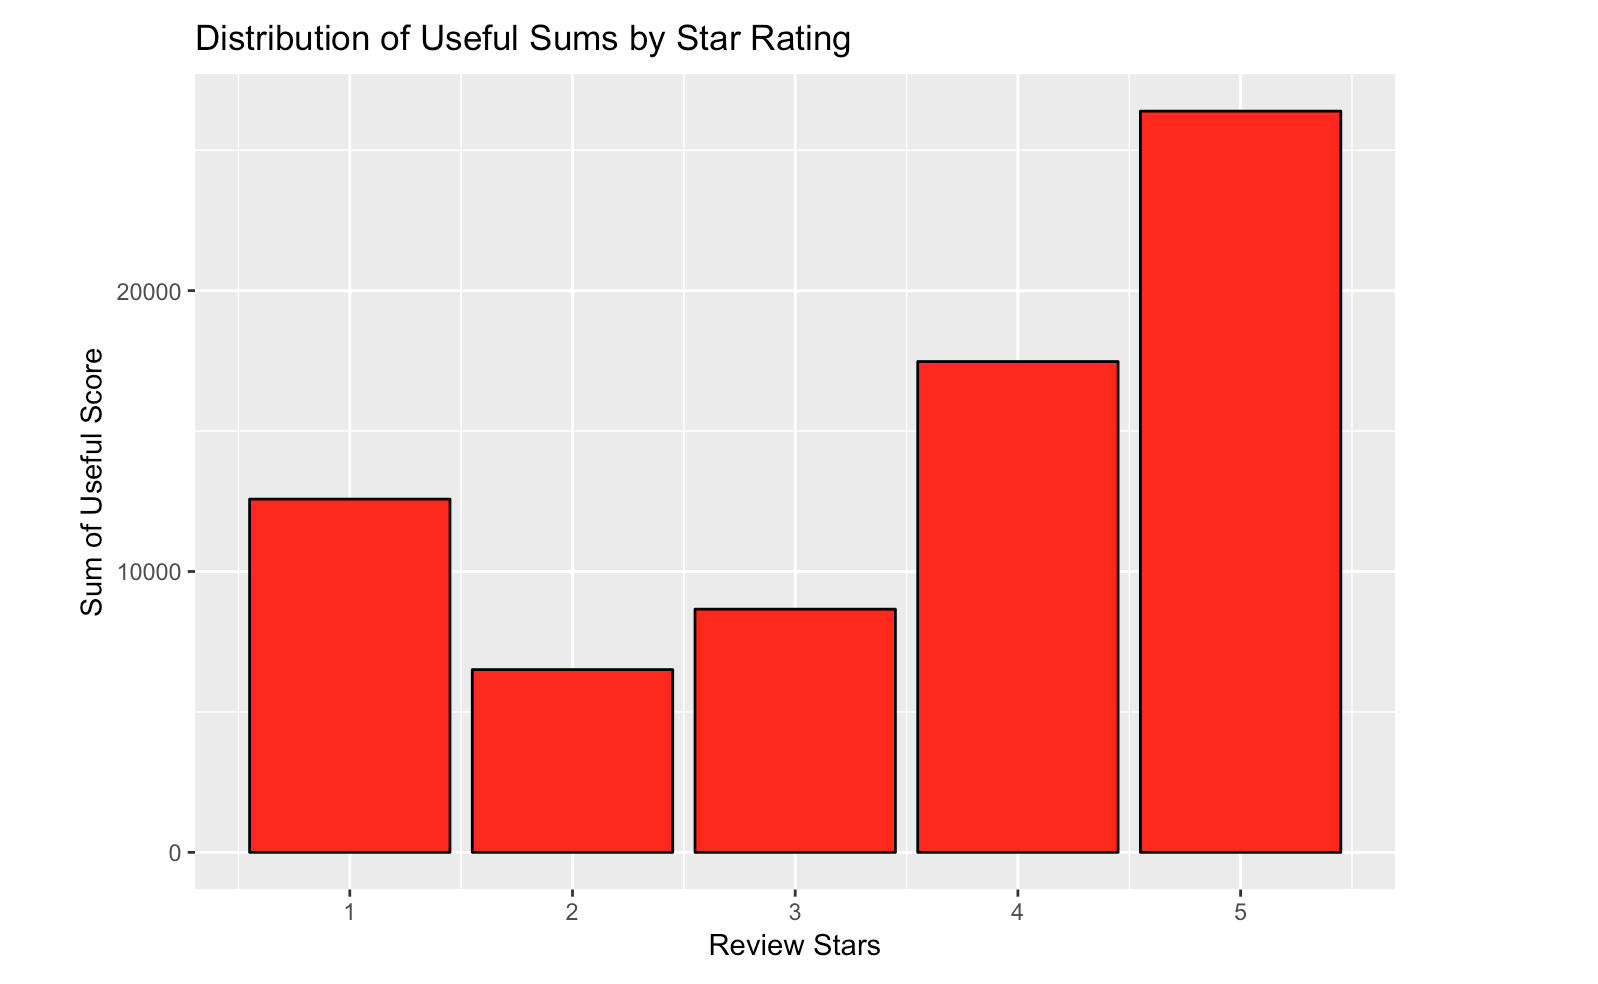 Distribution of Useful Sums by Star Rating
Sum of Useful Score
20000
10000
0
1 2 3 4 5
Review Stars